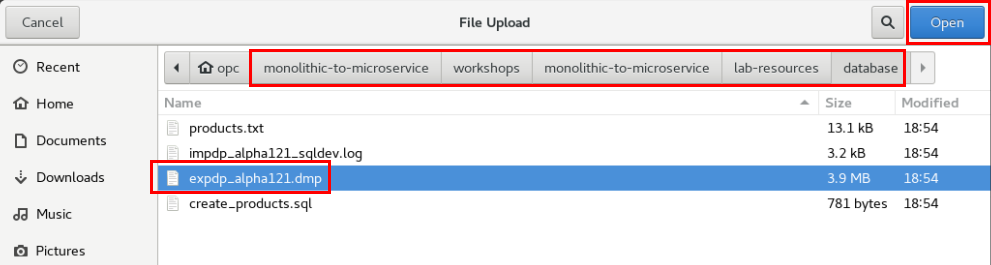 Cancel File Upload Open
Recent opc monolithic-to-microservice workshops monolithic-to-microservice lab-resources database
Home Name Size Modified
products.txt 13.1 kB 18:54
Documents impdp_alpha121_sqldev.log 3.2 kB 18:54
Downloads expdp_alpha121.dmp 3.9 MB 18:54
Music create_products.sql 781 bytes 18:54
Pictures